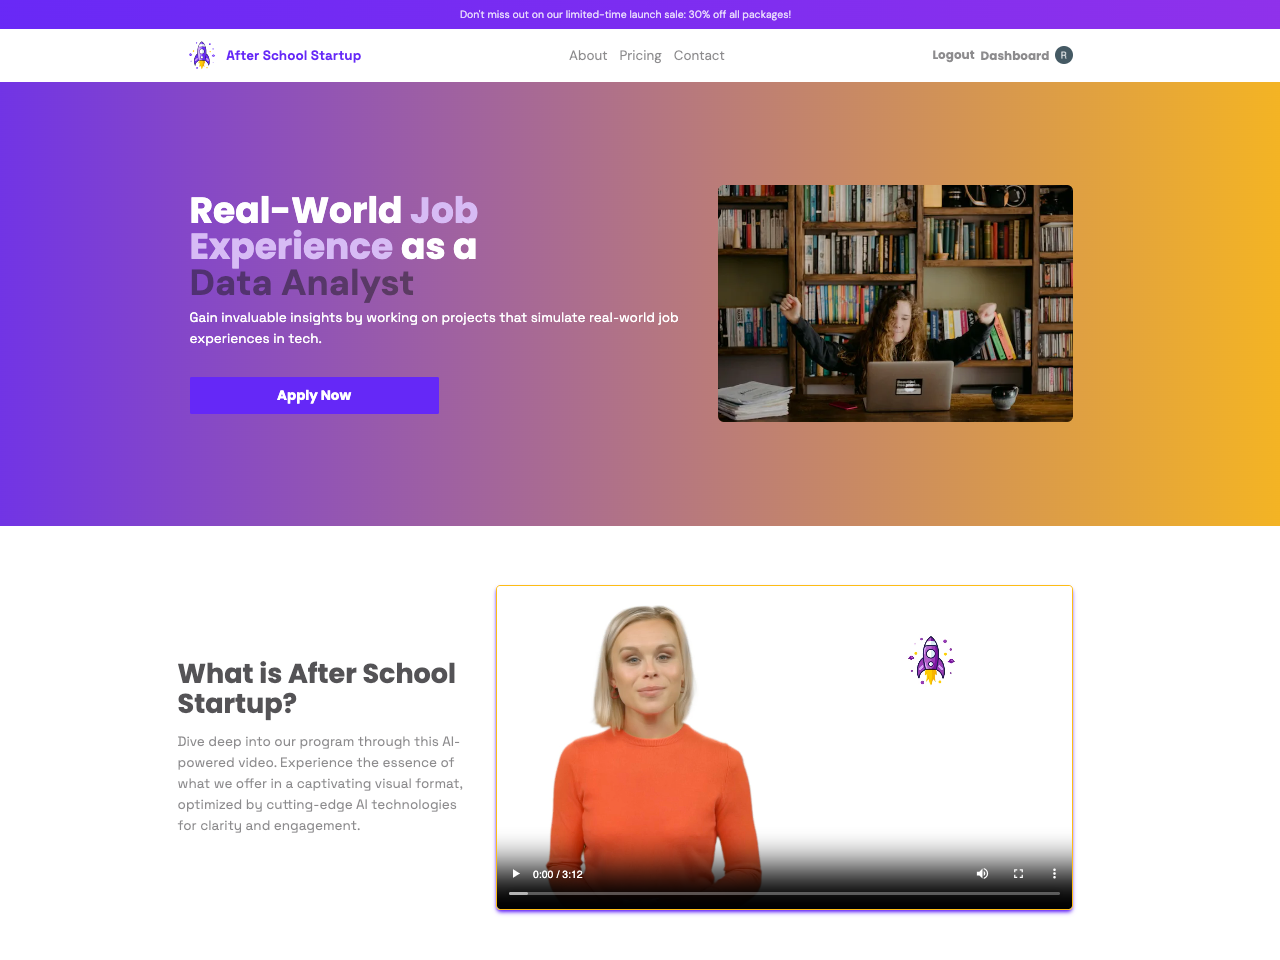 Don't miss out on our limited-time launch sale: 30% off all packages!
After School Startup
About Pricing Contact
Logout Dashboard R
Real-World Job
Experience as a
Data Analyst
Gain invaluable insights by working on projects that simulate real-world job
experiences in tech.
Apply Now
What is After School
Startup?
Dive deep into our program through this AI-
powered video. Experience the essence of
what we offer in a captivating visual format,
optimized by cutting-edge AI technologies
for clarity and engagement.
0:00 / 3:12